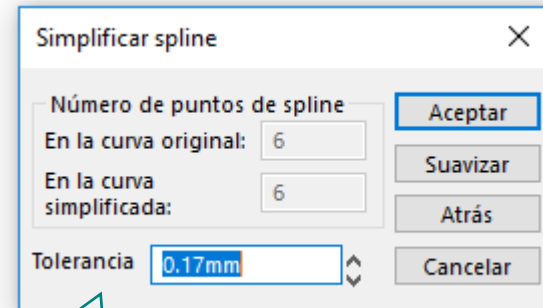 Simplificar spline
Número de puntos de spline
En la curva original: 6
En la curva
simplificada: 6
Tolerancia 0.17mm
Aceptar
Suavizar
Atrás
Cancelar